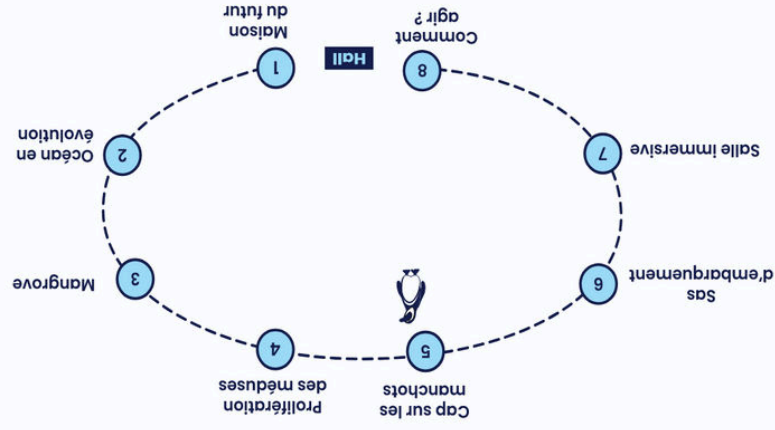 Cap sur les
manchots
5
Prolifération
des méduses
4
Sas
d'embarquement
6
Mangrove
3
Salle immersive
7
Océan en
évolution
2
Comment
agir ?
8
Hall
1
Maison
du futur